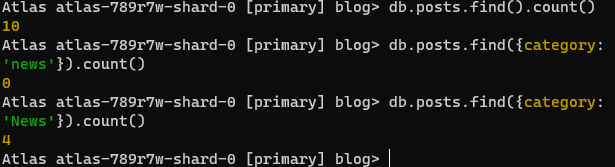 Atlas atlas-789r7w-shard-0 [primary] blog> db.posts.find().count()
10
Atlas atlas-789r7w-shard-0 [primary] blog> db.posts.find({category:
'news'}).count()
0
Atlas atlas-789r7w-shard-0 [primary] blog> db.posts.find({category:
'News'}).count()
4
Atlas atlas-789r7w-shard-0 [primary] blog>